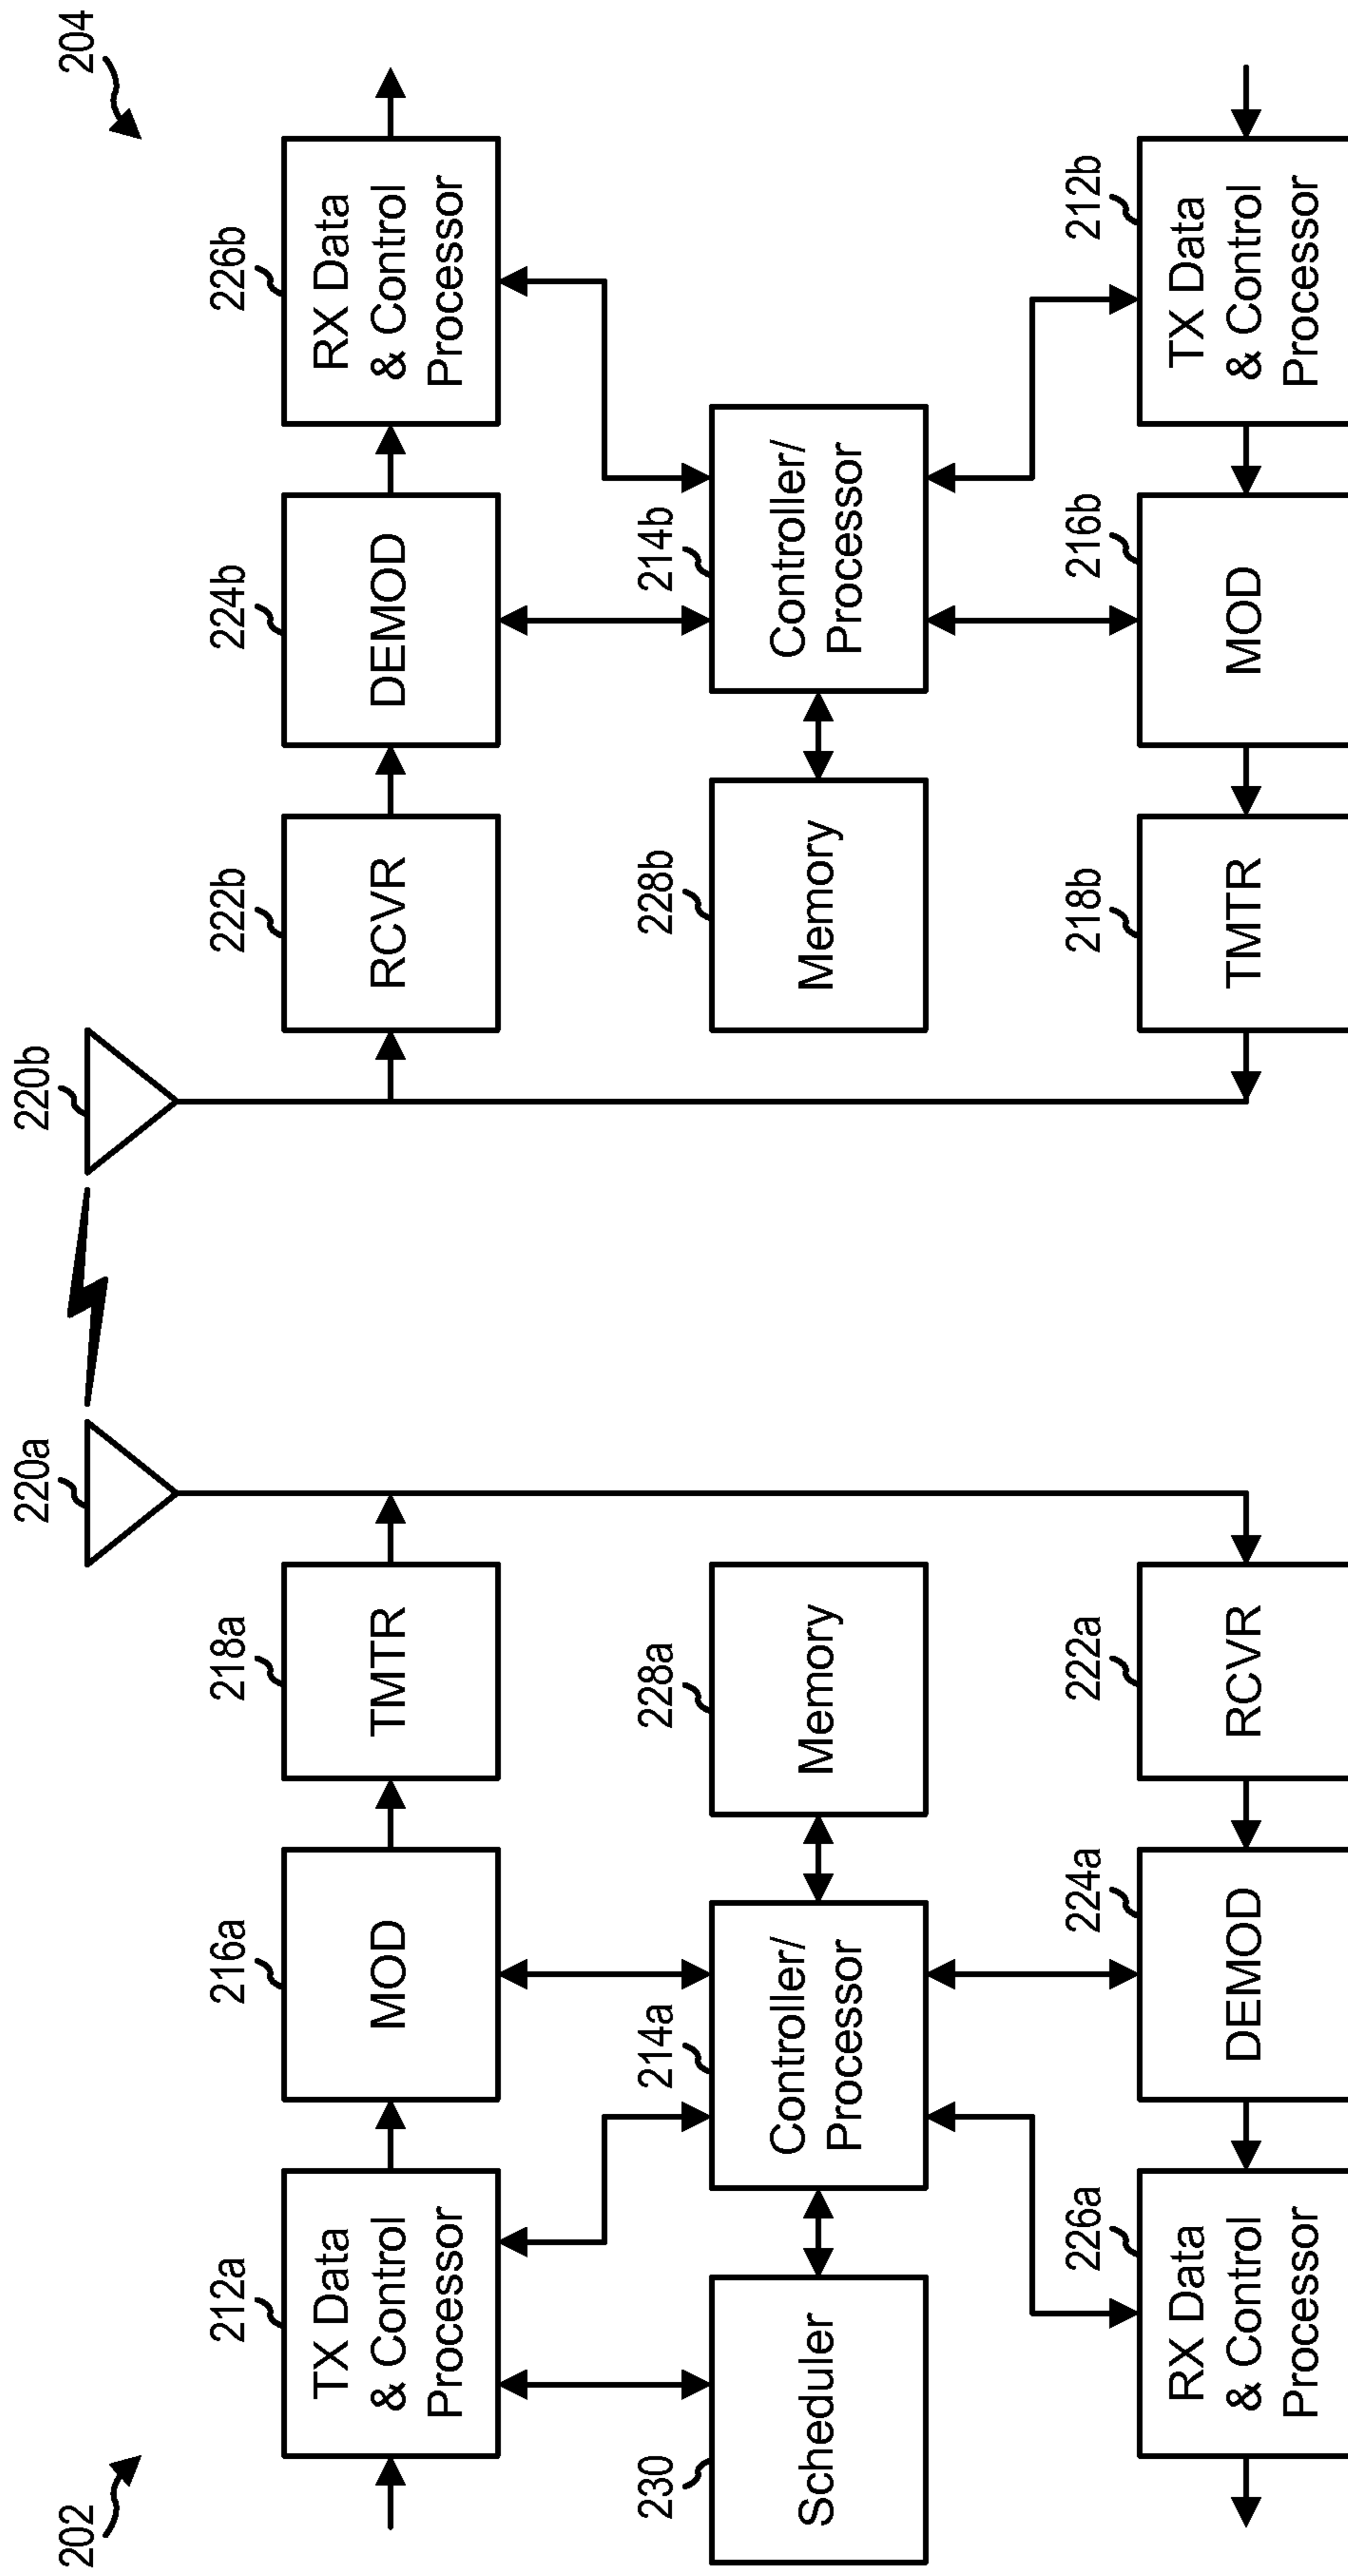 202
212a
TX Data
& Control
Processor
216a
MOD
218a
TMTR
220a
220b
222b
RCVR
224b
DEMOD
226b
RX Data
& Control
Processor
204
230
Scheduler
214a
Controller/
Processor
228a
Memory
228b
Memory
214b
Controller/
Processor
226a
RX Data
& Control
Processor
224a
DEMOD
222a
RCVR
218b
TMTR
216b
MOD
212b
TX Data
& Control
Processor